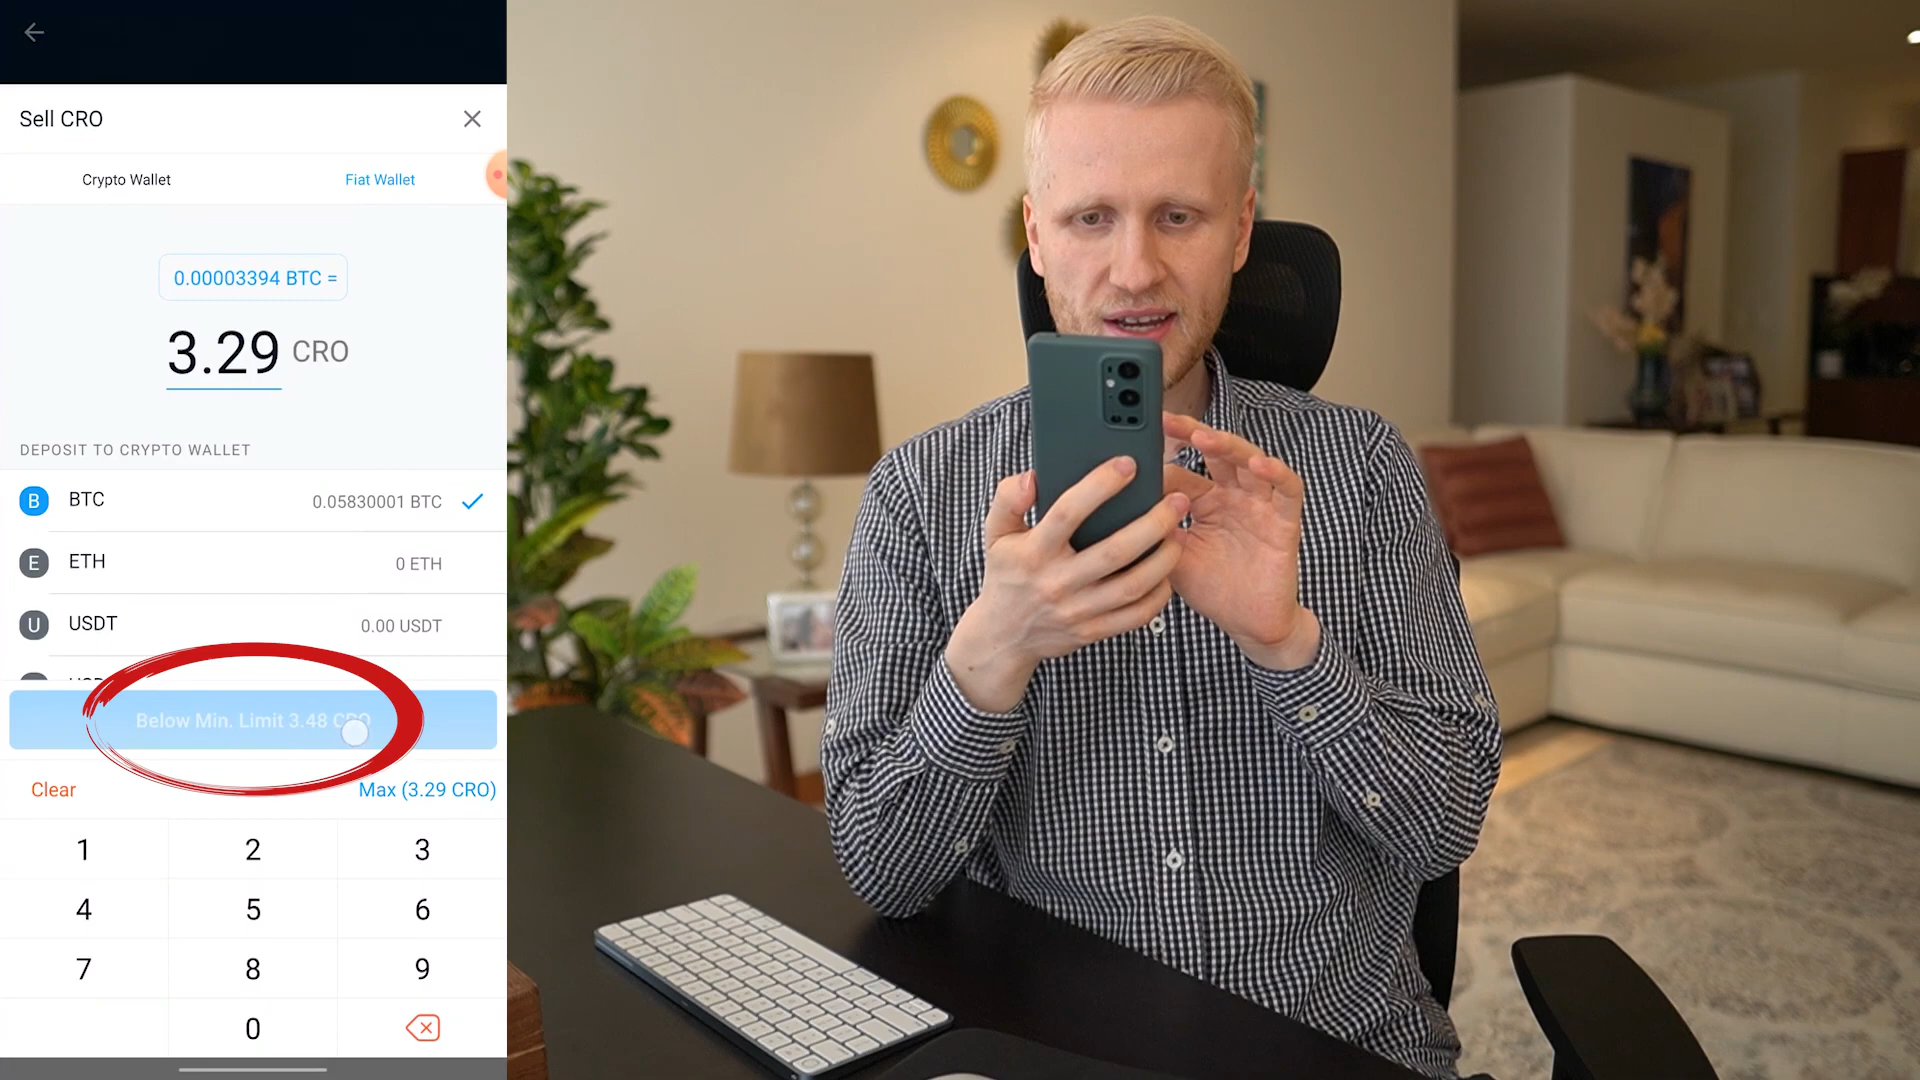 Sell CRO
Crypto Wallet
Fiat Wallet
0.00003394 BTC =
3.29 CRO
DEPOSIT TO CRYPTO WALLET
B BTC 0.05830001 BTC
E ETH 0 ETH
U USDT 0.00 USDT
Below Min. Limit 3.48 CRO
Clear
Max (3.29 CRO)
1 2 3
4 5 6
7 8 9
0